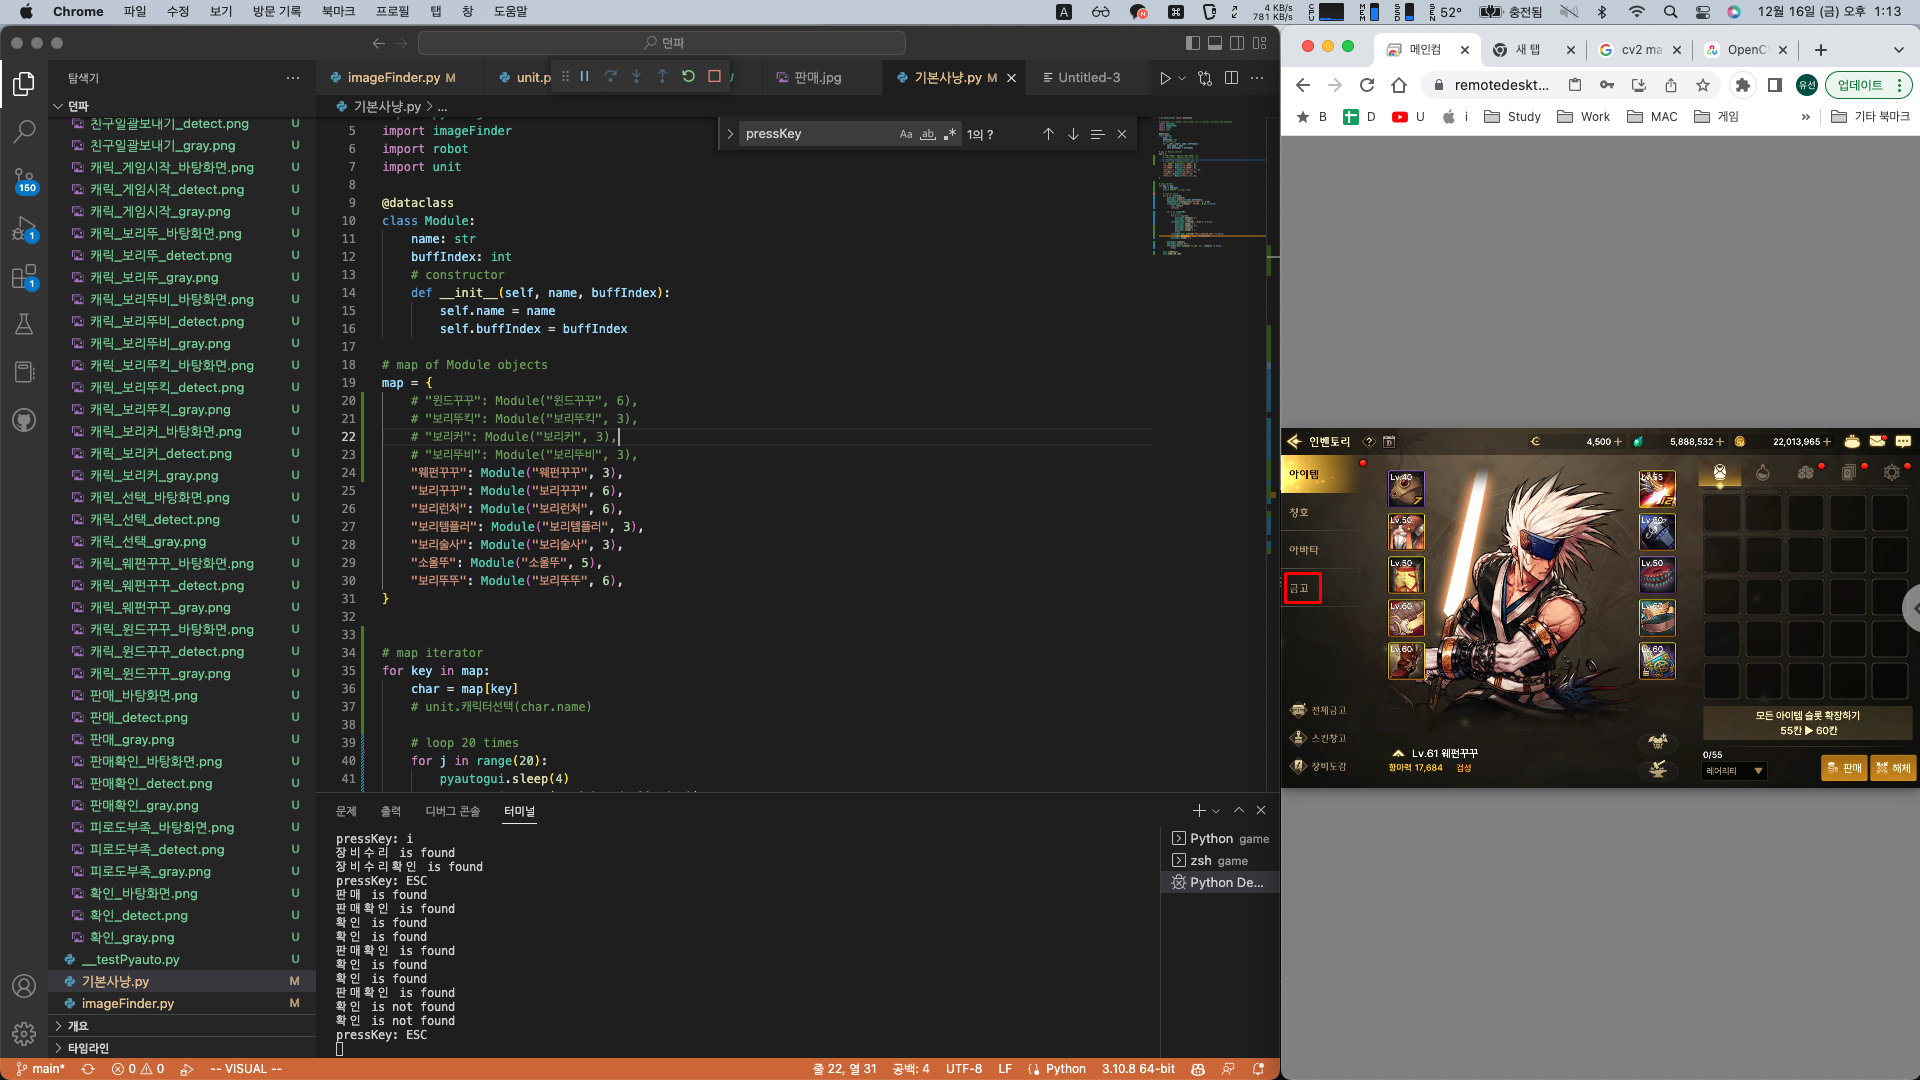 Chrome 파일 수정 보기 방문 기록 북마크 프로필 탭 창 도움말
4 KB/s
781 KB/s
52°
충전됨
12월 16일 (금) 오후 1:13
던파
탐색기
던파
친구일괄보내기_detect.png U
친구일괄보내기_gray.png U
캐릭_게임시작_바탕화면.png U
캐릭_게임시작_detect.png U
캐릭_게임시작_gray.png U
캐릭_보리뚜_바탕화면.png U
캐릭_보리뚜_detect.png U
캐릭_보리뚜_gray.png U
캐릭_보리뚜비_바탕화면.png U
캐릭_보리뚜비_detect.png U
캐릭_보리뚜비_gray.png U
캐릭_보리뚜킥_바탕화면.png U
캐릭_보리뚜킥_detect.png U
캐릭_보리뚜킥_gray.png U
캐릭_보리커_바탕화면.png U
캐릭_보리커_detect.png U
캐릭_보리커_gray.png U
캐릭_선택_바탕화면.png U
캐릭_선택_detect.png U
캐릭_선택_gray.png U
캐릭_웨펀꾸꾸_바탕화면.png U
캐릭_웨펀꾸꾸_detect.png U
캐릭_웨펀꾸꾸_gray.png U
캐릭_윈드꾸꾸_바탕화면.png U
캐릭_윈드꾸꾸_detect.png U
캐릭_윈드꾸꾸_gray.png U
판매_바탕화면.png U
판매_detect.png U
판매_gray.png U
판매확인_바탕화면.png U
판매확인_detect.png U
판매확인_gray.png U
피로도부족_바탕화면.png U
피로도부족_detect.png U
피로도부족_gray.png U
확인_바탕화면.png U
확인_detect.png U
확인_gray.png U
__testPyauto.py U
기본사냥.py M
imageFinder.py M
개요
타임라인
150
1
1
imageFinder.py M
unit.p
판매.jpg
기본사냥.py M
Untitled-3
기본사냥.py > ...
pressKey
Aa ab 1의 ?
5 import imageFinder
6 import robot
7 import unit
8
9 @dataclass
10 class Module:
11 name: str
12 buffIndex: int
13 # constructor
14 def __init__(self, name, buffIndex):
15 self.name = name
16 self.buffIndex = buffIndex
17
18 # map of Module objects
19 map = {
20 # "윈드꾸꾸": Module("윈드꾸꾸", 6),
21 # "보리뚜킥": Module("보리뚜킥", 3),
22 # "보리커": Module("보리커", 3),
23 # "보리뚜비": Module("보리뚜비", 3),
24 "웨펀꾸꾸": Module("웨펀꾸꾸", 3),
25 "보리꾸꾸": Module("보리꾸꾸", 6),
26 "보리런처": Module("보리런처", 6),
27 "보리템플러": Module("보리템플러", 3),
28 "보리술사": Module("보리술사", 3),
29 "소울뚜": Module("소울뚜", 5),
30 "보리뚜뚜": Module("보리뚜뚜", 6),
31 }
32
33
34 # map iterator
35 for key in map:
36 char = map[key]
37 # unit.캐릭터선택(char.name)
38
39 # loop 20 times
40 for j in range(20):
41 pyautogui.sleep(4)
문제 출력 디버그 콘솔 터미널
pressKey: i
장비수리 is found
장비수리확인 is found
pressKey: ESC
판매 is found
판매확인 is found
확인 is found
확인 is found
판매확인 is found
확인 is found
확인 is found
판매확인 is found
확인 is not found
확인 is not found
pressKey: ESC
Python game
zsh game
Python De...
main* 0 0 -- VISUAL --
줄 22, 열 31 공백: 4 UTF-8 LF Python 3.10.8 64-bit
메인컴
새 탭
cv2 ma
OpenC
remotedeskt...
유선
업데이트
B D U i Study Work MAC 게임 » 기타 북마크
인벤토리 4,500 + 5,888,532 + 22,013,965 +
아이템
칭호
아바타
금고
전체금고
스킨창고
장비도감
Lv.40
7
Lv.50
Lv.50
Lv.60
Lv.60
Lv.55
12
Lv.60
Lv.50
Lv.60
Lv.60
Lv.61 웨펀꾸꾸
항마력 17,684 검성
모든 아이템 슬롯 확장하기
55칸 ▶ 60칸
0/55
레어리티
판매
해체